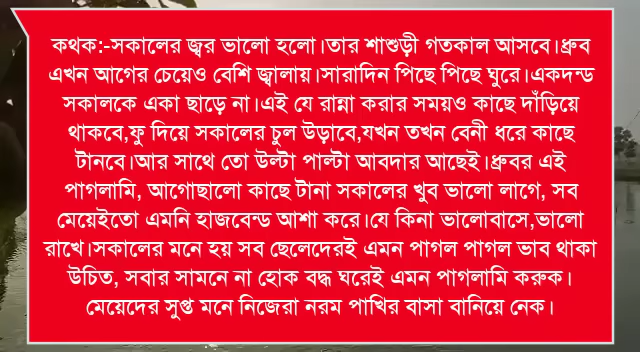 কথক:-সকালের জ্বর ভালো হলো।তার শাশুড়ী গতকাল আসবে।ধ্রুব
এখন আগের চেয়েও বেশি জ্বালায়।সারাদিন পিছে পিছে ঘুরে।একদন্ড
সকালকে একা ছাড়ে না।এই যে রান্না করার সময়ও কাছে দাঁড়িয়ে
থাকবে,ফু দিয়ে সকালের চুল উড়াবে,যখন তখন বেনী ধরে কাছে
টানবে।আর সাথে তো উল্টা পাল্টা আবদার আছেই।ধ্রুবর এই
পাগলামি, আগোছালো কাছে টানা সকালের খুব ভালো লাগে, সব
মেয়েইতো এমনি হাজবেন্ড আশা করে।যে কিনা ভালোবাসে,ভালো
রাখে।সকালের মনে হয় সব ছেলেদেরই এমন পাগল পাগল ভাব থাকা
উচিত, সবার সামনে না হোক বদ্ধ ঘরেই এমন পাগলামি করুক।
মেয়েদের সুপ্ত মনে নিজেরা নরম পাখির বাসা বানিয়ে নেক।